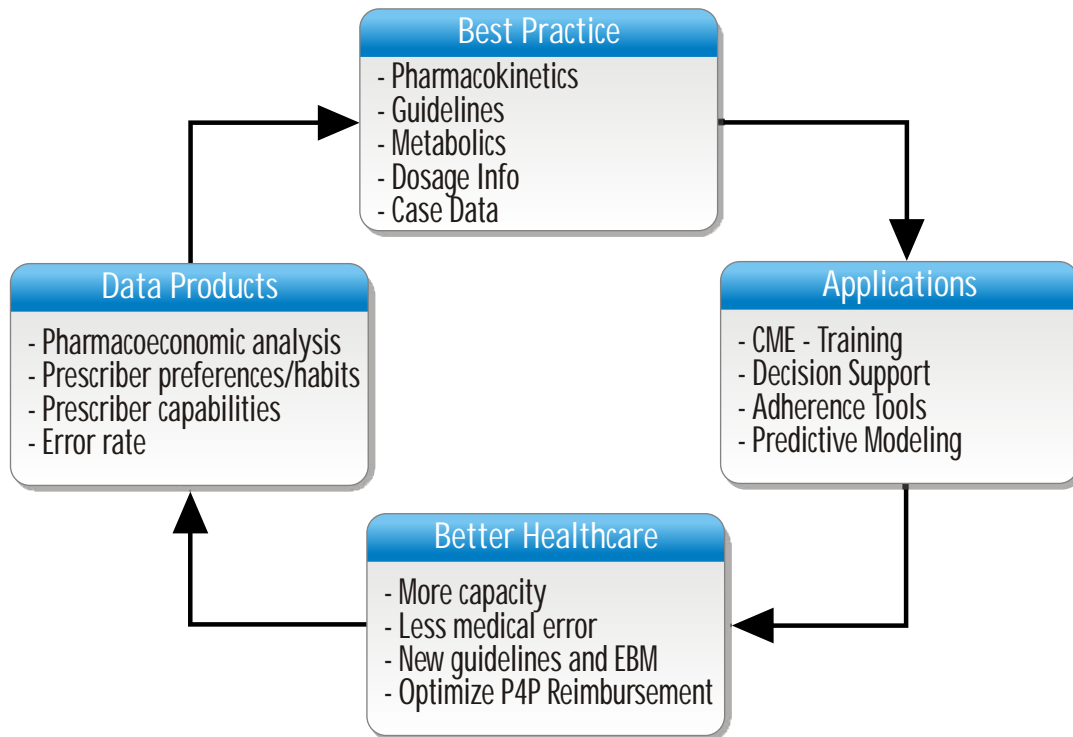 Best Practice
- Pharmacokinetics
- Guidelines
- Metabolics
- Dosage Info
- Case Data
Data Products
- Pharmacoeconomic analysis
- Prescriber preferences/habits
- Prescriber capabilities
- Error rate
Applications
- CME - Training
- Decision Support
- Adherence Tools
- Predictive Modeling
Better Healthcare
- More capacity
- Less medical error
- New guidelines and EBM
- Optimize P4P Reimbursement